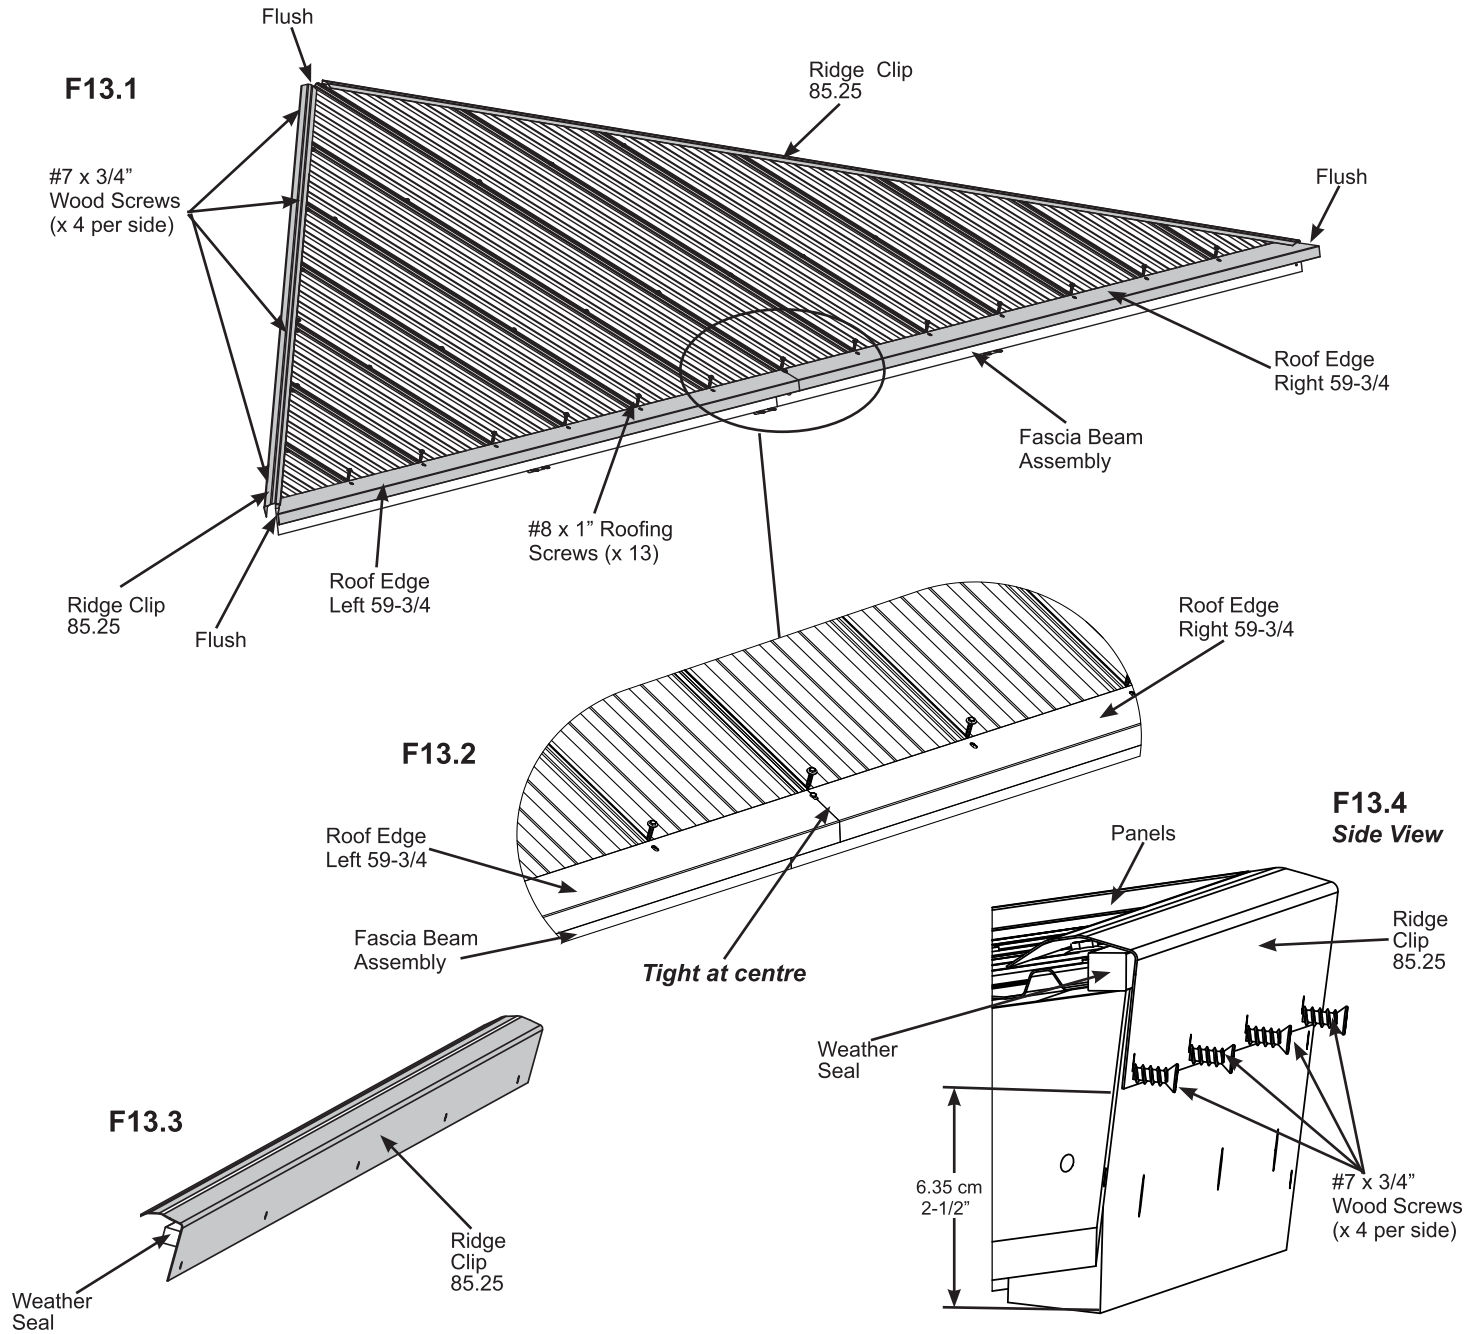 Flush
F13.1
Ridge Clip
85.25
#7 x 3/4”
Wood Screws
(x 4 per side)
Flush
Roof Edge
Right 59-3/4
Fascia Beam
Assembly
#8 x 1” Roofing
Screws (x 13)
Roof Edge
Left 59-3/4
Ridge Clip
85.25
Flush
Roof Edge
Right 59-3/4
F13.2
Roof Edge
Left 59-3/4
Fascia Beam
Assembly
Tight at centre
F13.4
Side View
Panels
Ridge
Clip
85.25
Weather
Seal
6.35 cm
2-1/2”
#7 x 3/4”
Wood Screws
(x 4 per side)
F13.3
Ridge
Clip
85.25
Weather
Seal